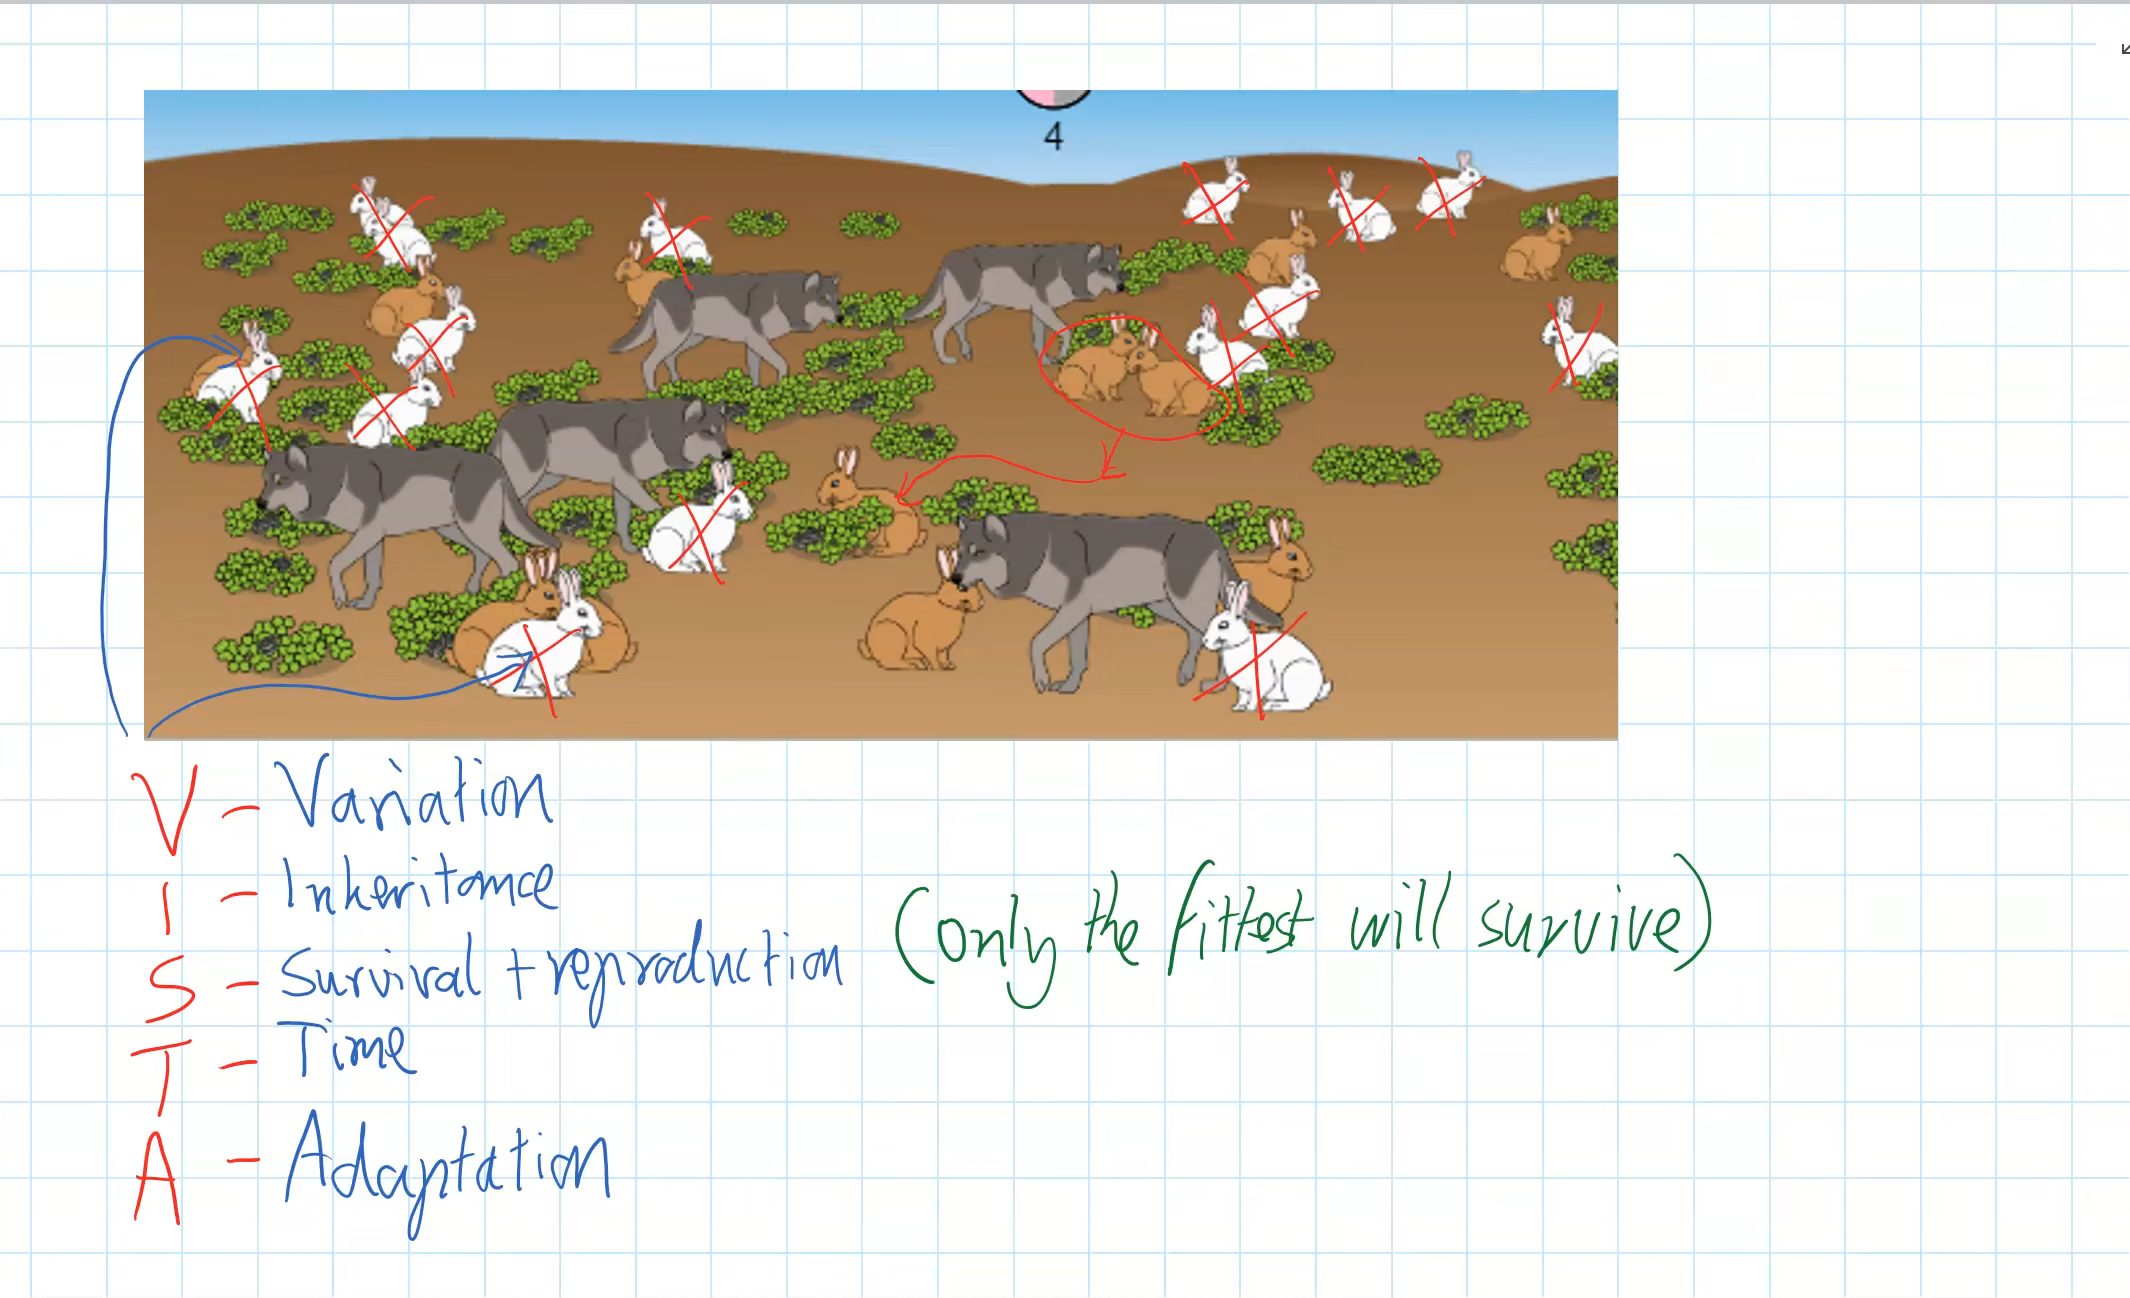 4
V - Variation
I - Inheritance
S - Survival + reproduction (only the fittest will survive)
T - Time
A - Adaptation